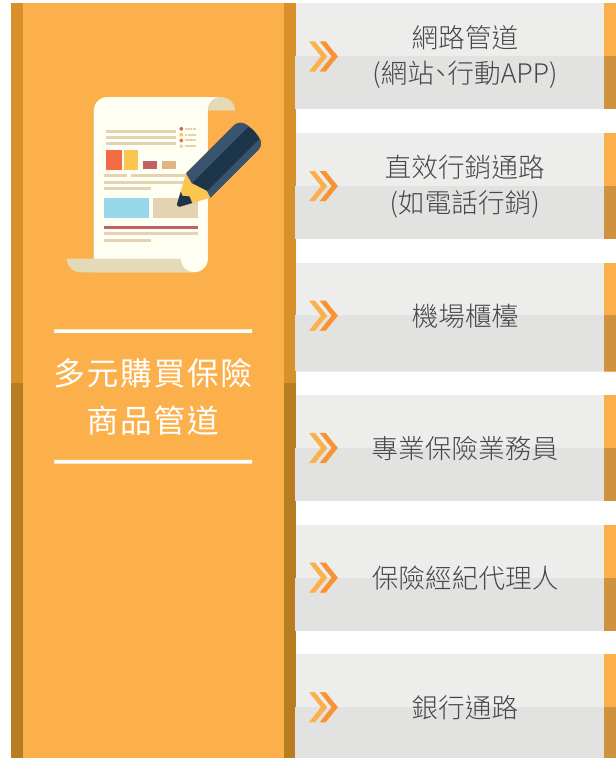 多元購買保險
商品管道
網路管道
(網站、行動APP)
直效行銷通路
(如電話行銷)
機場櫃檯
專業保險業務員
保險經紀代理人
銀行通路